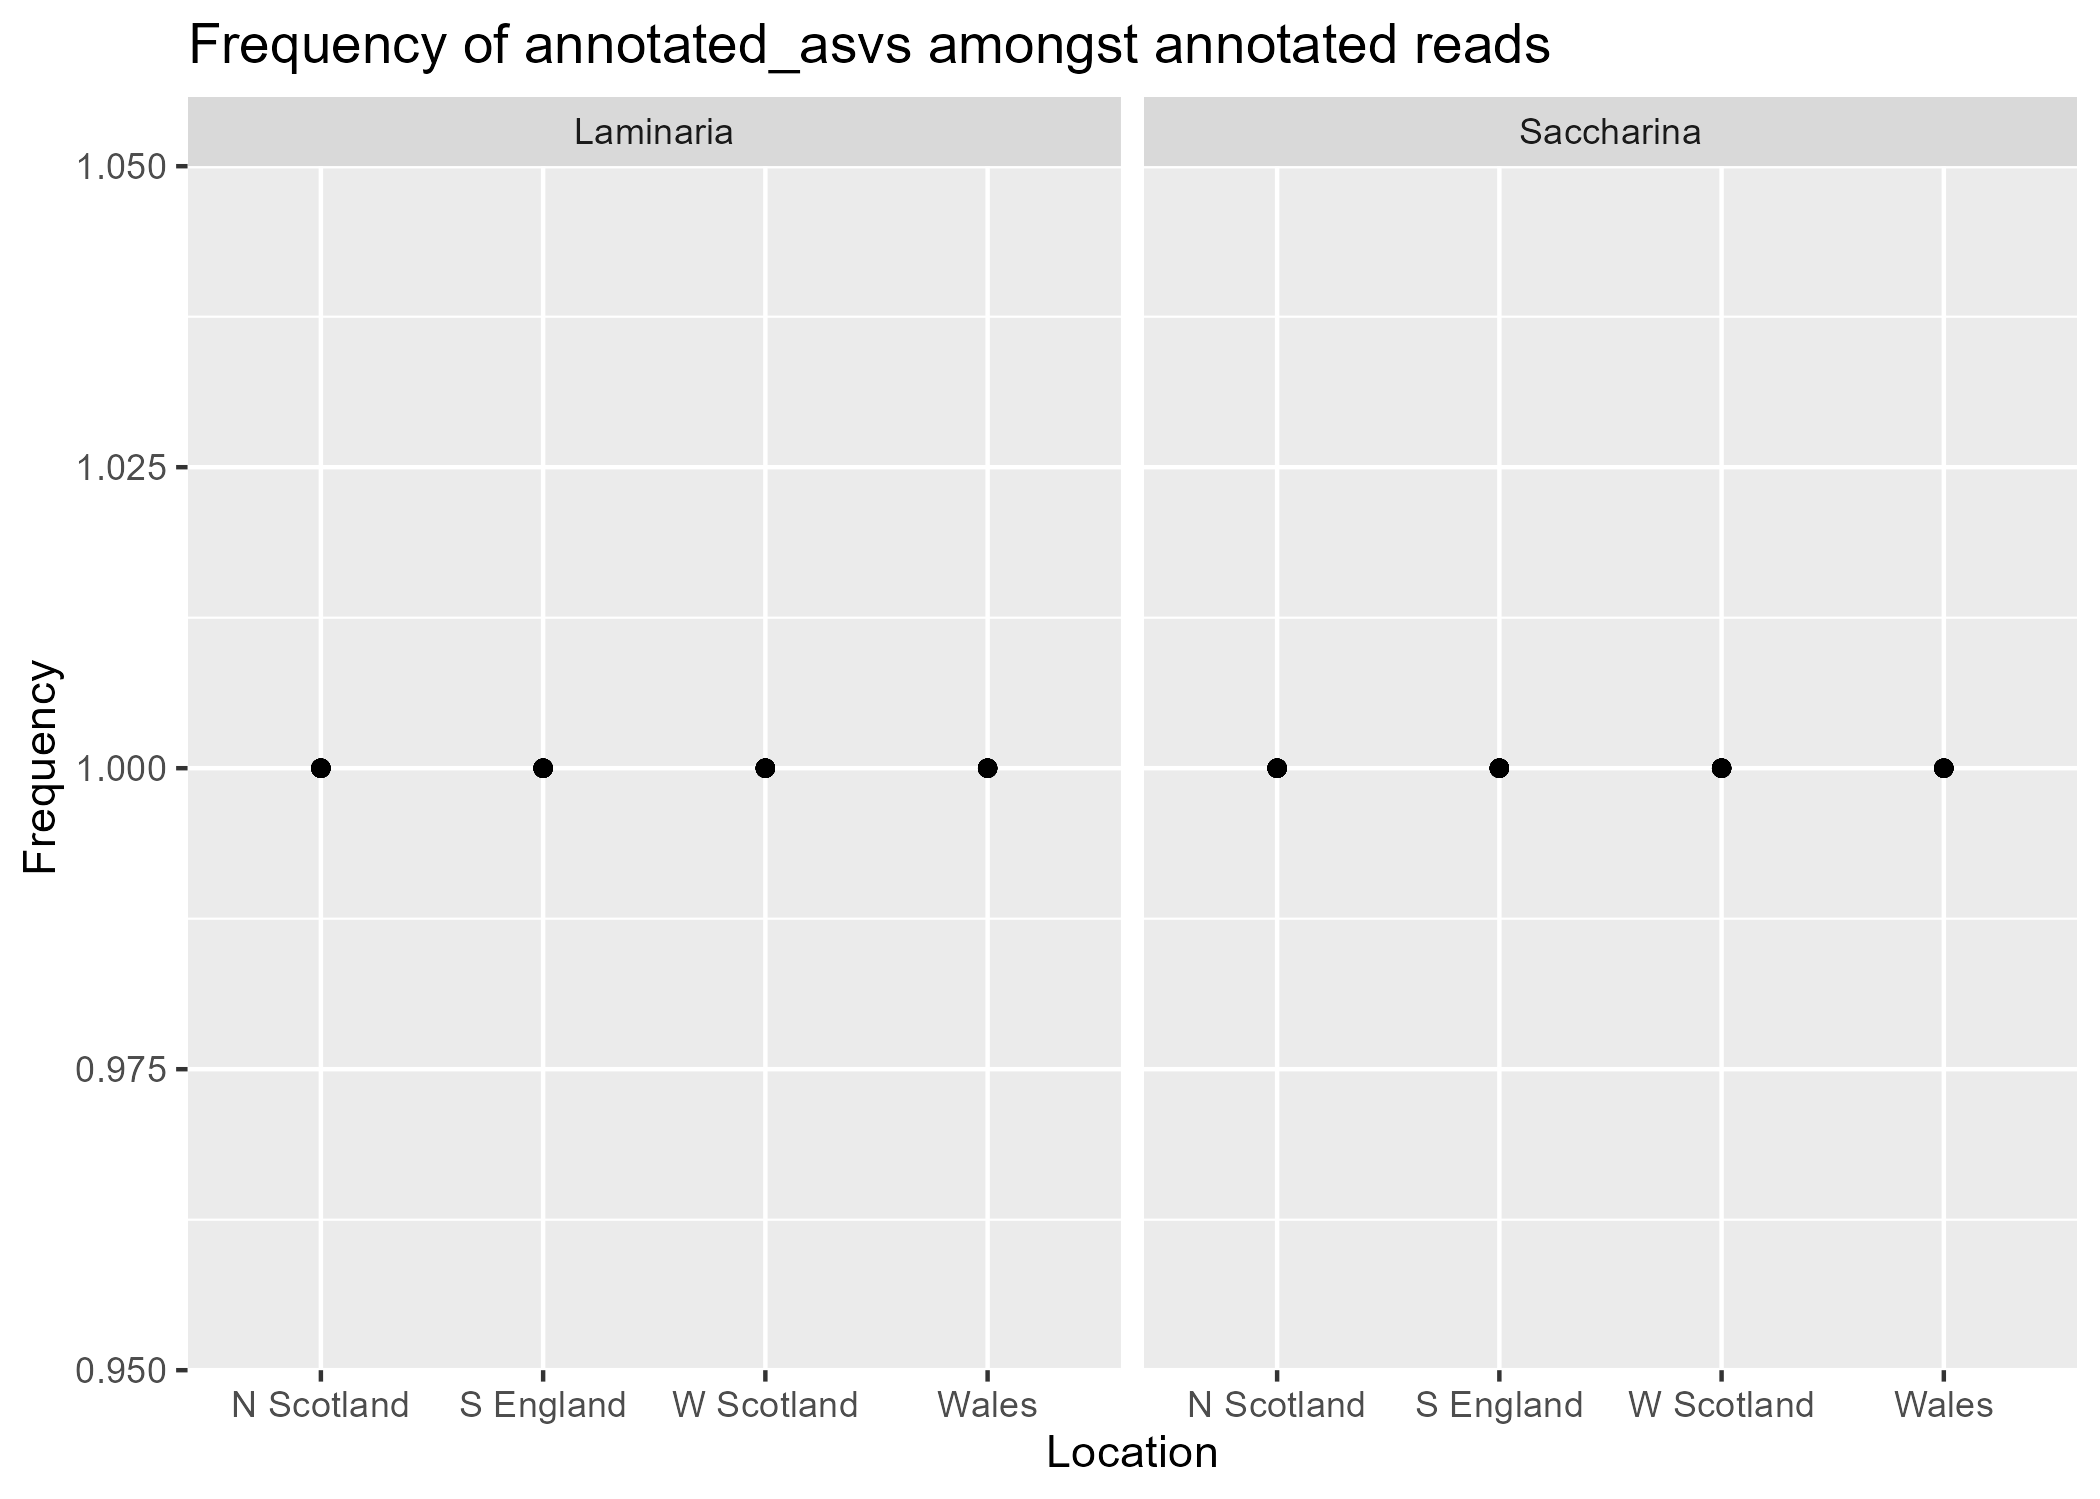 Frequency of annotated_asvs amongst annotated reads
Laminaria
Saccharina
1.050
1.025
1.000
0.975
0.950
Frequency
N Scotland S England W Scotland Wales
N Scotland S England W Scotland Wales
Location